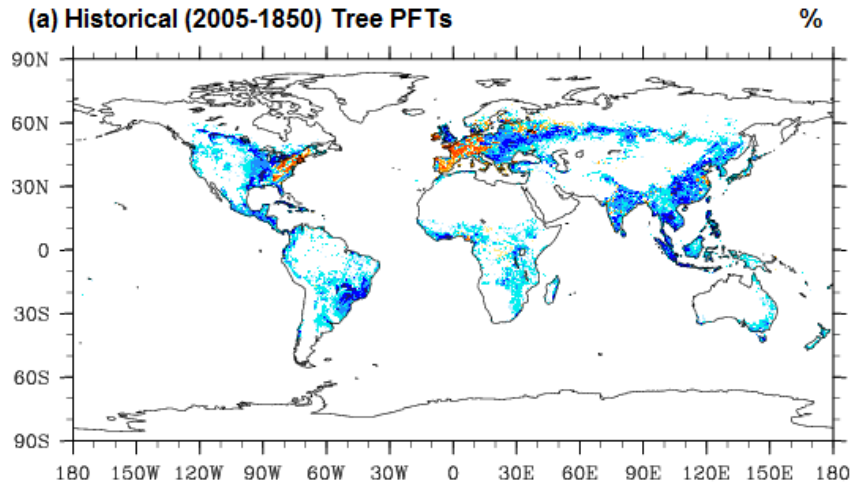 (a) Historical (2005-1850) Tree PFTs %
90N
60N
30N
0
30S
60S
90S
180 150W 120W 90W 60W 30W 0 30E 60E 90E 120E 150E 180